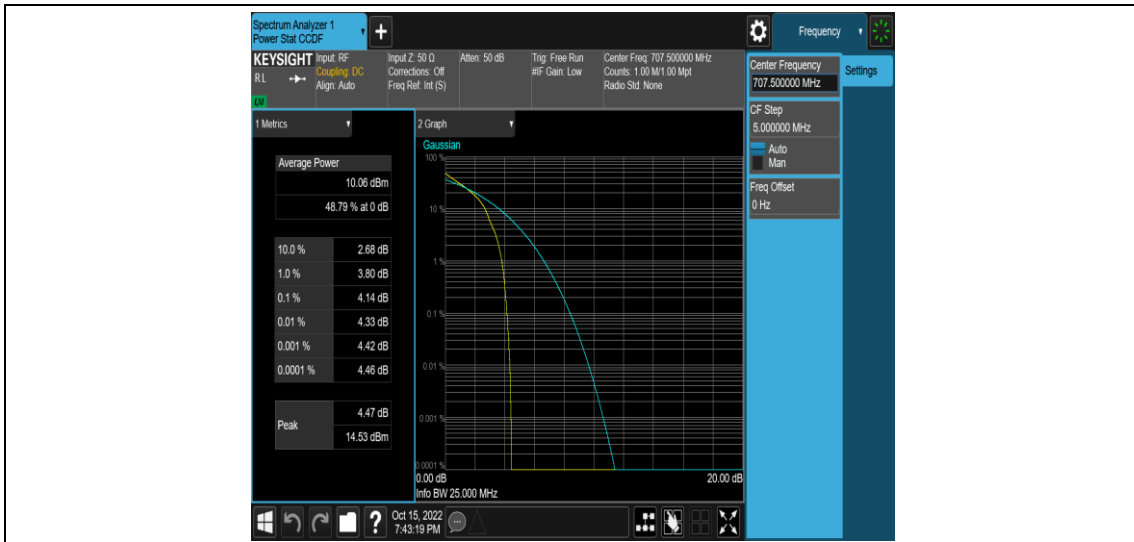 Spectrum Analyzer 1
Power Stat CCDF
+
Frequency
KEYSIGHT
RL
LXI
Input: RF
Coupling: DC
Align: Auto
Input Z: 50 Ω
Corrections: Off
Freq Ref: Int (S)
Atten: 50 dB
Trig: Free Run
#IF Gain: Low
Center Freq: 707.500000 MHz
Counts: 1.00 M/1.00 Mpt
Radio Std: None
Center Frequency
707.500000 MHz
Settings
CF Step
5.000000 MHz
Auto
Man
Freq Offset
0 Hz
1 Metrics
Average Power
10.06 dBm
48.79 % at 0 dB
10.0 % 2.68 dB
1.0 % 3.80 dB
0.1 % 4.14 dB
0.01 % 4.33 dB
0.001 % 4.42 dB
0.0001 % 4.46 dB
Peak
4.47 dB
14.53 dBm
2 Graph
Gaussian
100 %
10 %
1 %
0.1 %
0.01 %
0.001 %
0.0001 %
0.00 dB 20.00 dB
Info BW 25.000 MHz
?
Oct 15, 2022
7:43:19 PM